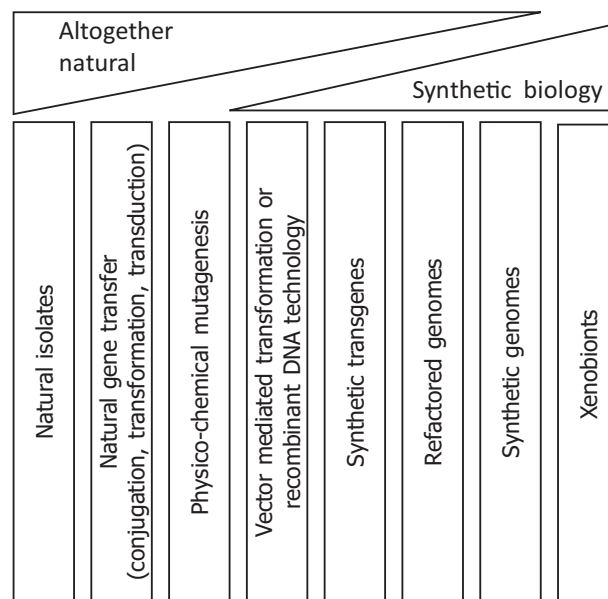 Altogether
natural
Synthetic biology
Natural isolates
Natural gene transfer
(conjugation, transformation, transduction)
Physico-chemical mutagenesis
Vector mediated transformation or
recombinant DNA technology
Synthetic transgenes
Refactored genomes
Synthetic genomes
Xenobionts